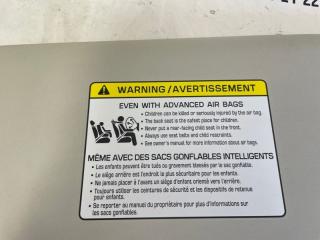 WARNING/AVERTISSEMENT
EVEN WITH ADVANCED AIR BAGS
• Children can be killed or seriously injured by the air bag.
• The back seat is the safest place for children.
• Never put a rear-facing child seat in the front.
• Always use seat belts and child restraints.
• See owner's manual for more information about air bags.
MÊME AVEC DES SACS GONFLABLES INTELLIGENTS
• Les enfants peuvent être tués ou gravement blessés par le sac gonflable.
• Le siège arrière est l'endroit le plus sécuritaire pour les enfants.
• Ne jamais placer à l'avant un siège d'enfant orienté vers l'arrière.
• Toujours utiliser les ceintures de sécurité et les dispositifs de retenue
pour enfants.
• Se reporter au manuel du propriétaire pour plus d'informations sur
les sacs gonflables.